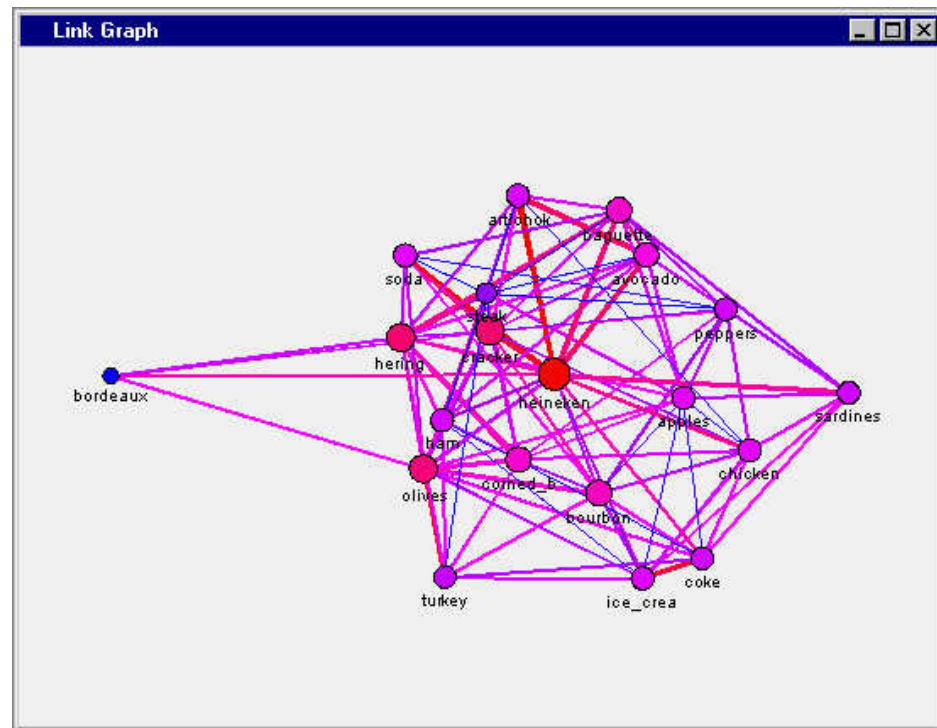 Link Graph
artichok
baguette
soda
avocado
steak
peppers
hering
cracker
bordeaux
heineken
apples
sardines
ham
corned_b
chicken
olives
bourbon
turkey
ice_crea
coke